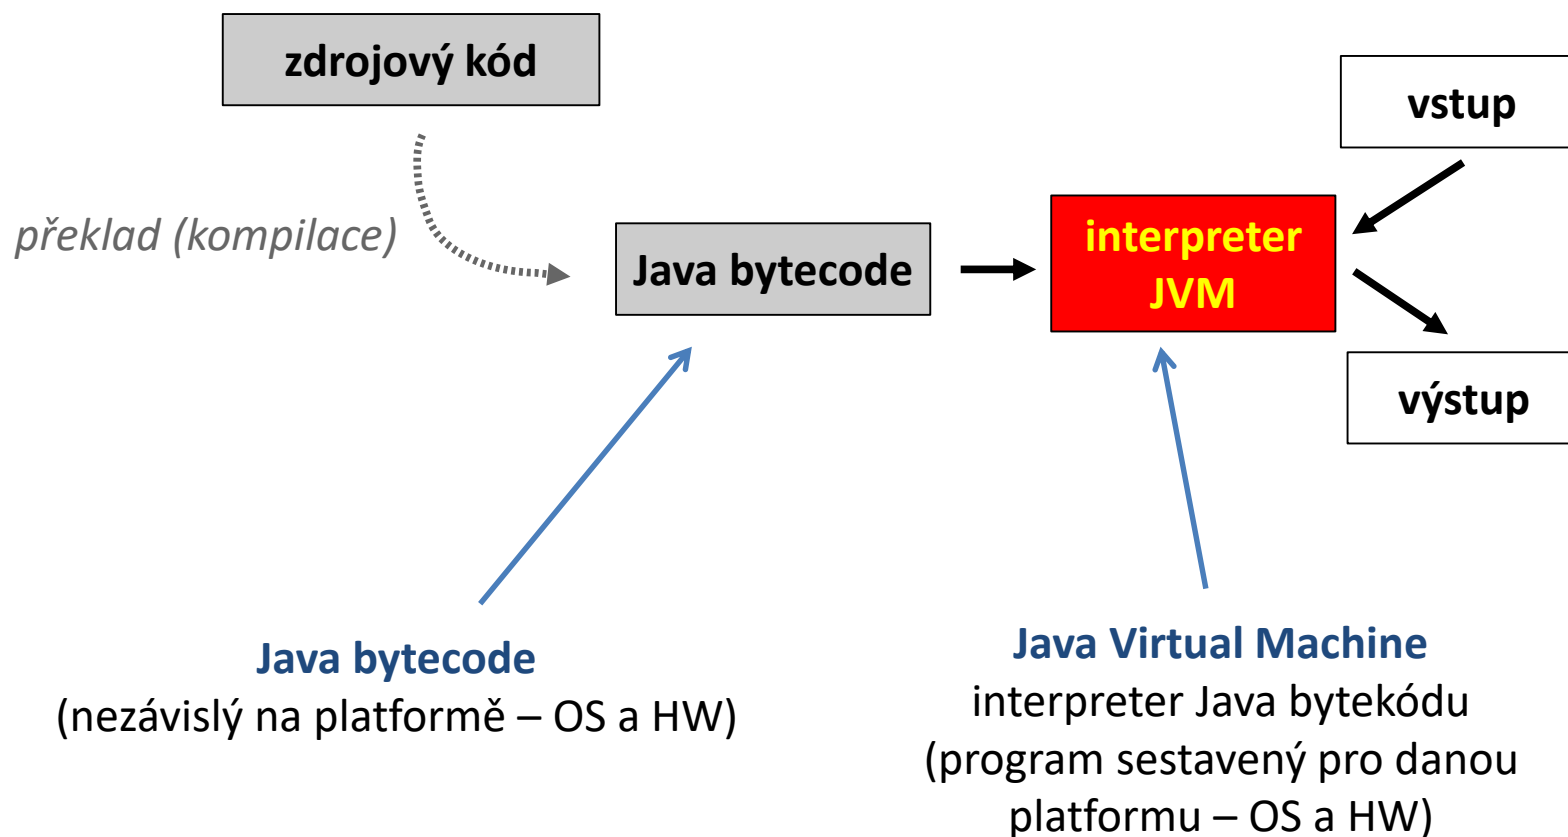 zdrojový kód
vstup
překlad (kompilace)
Java bytecode
interpreter
JVM
výstup
Java bytecode
(nezávislý na platformě – OS a HW)
Java Virtual Machine
interpreter Java bytekódu
(program sestavený pro danou
platformu – OS a HW)